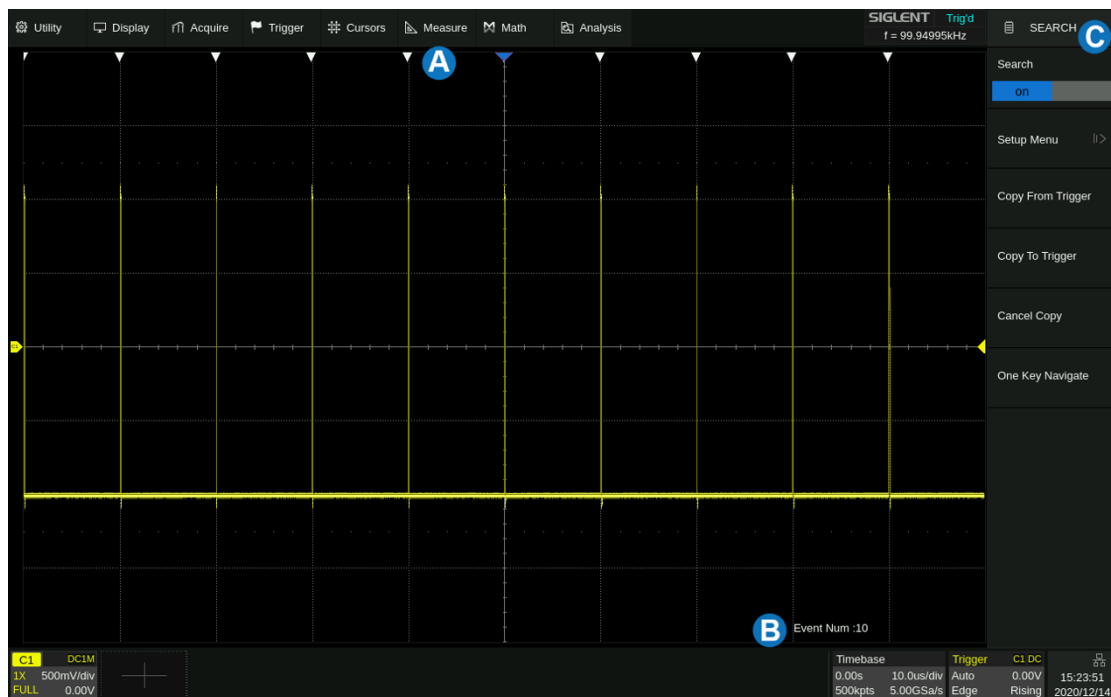 Utility Display Acquire Trigger Cursors Measure Math Analysis
SIGLENT Trig'd
f = 99.94995kHz
SEARCH
C
A
Search
on
Setup Menu
Copy From Trigger
Copy To Trigger
Cancel Copy
One Key Navigate
C1
B Event Num :10
C1 DC1M
1X 500mV/div
FULL 0.00V
Timebase
0.00s 10.0us/div
500kpts 5.00GSa/s
Trigger C1 DC
Auto 0.00V
Edge Rising
15:23:51
2020/12/14